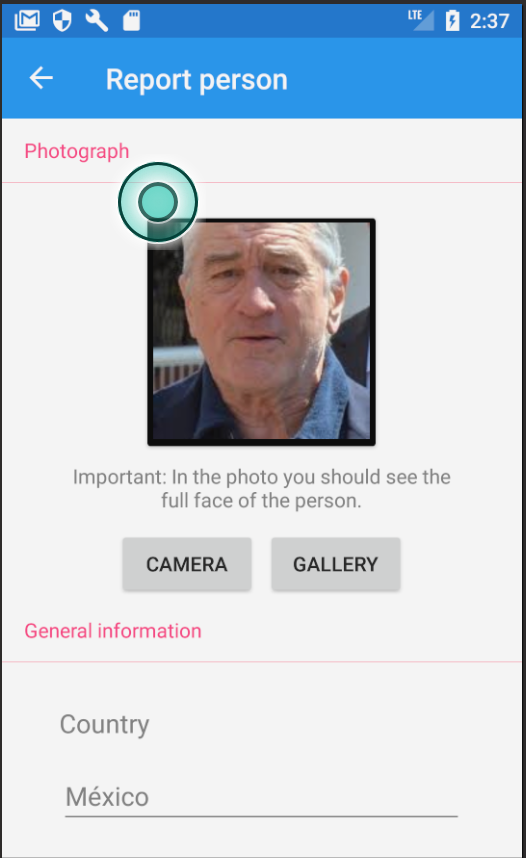 LTE 2:37
Report person
Photograph
Important: In the photo you should see the
full face of the person.
CAMERA GALLERY
General information
Country
México